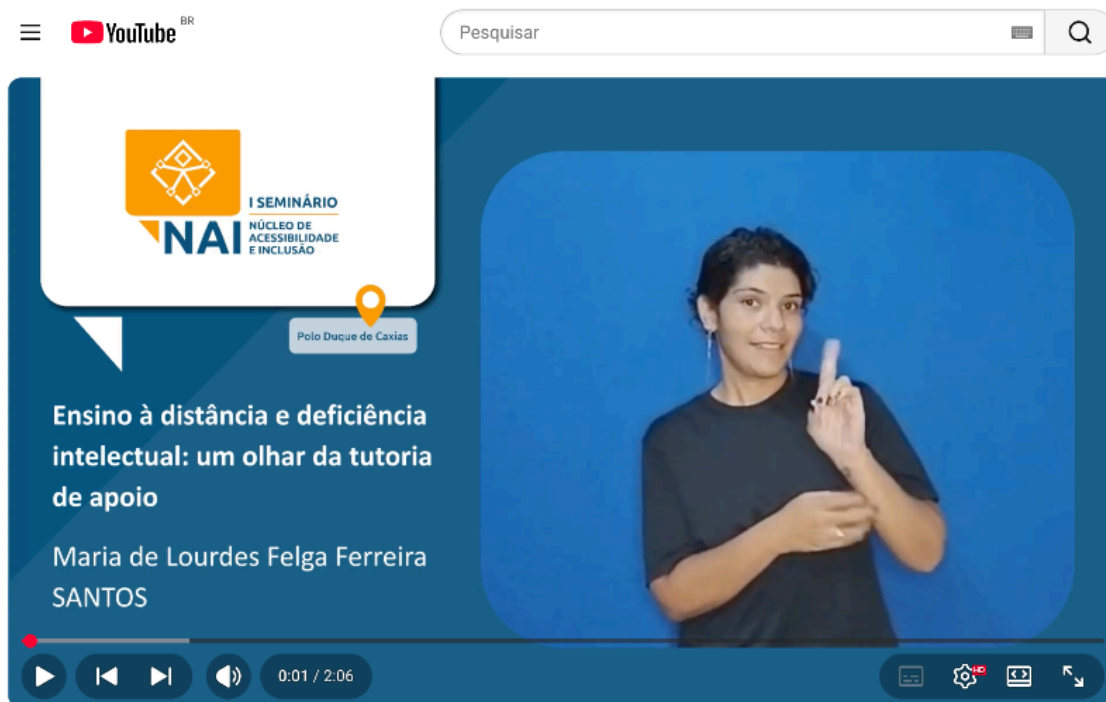 YouTube BR
Pesquisar
I SEMINÁRIO
NAI
NÚCLEO DE
ACESSIBILIDADE
E INCLUSÃO
Polo Duque de Caxias
Ensino à distância e deficiência
intelectual: um olhar da tutoria
de apoio
Maria de Lourdes Felga Ferreira
SANTOS
0:01 / 2:06
HD